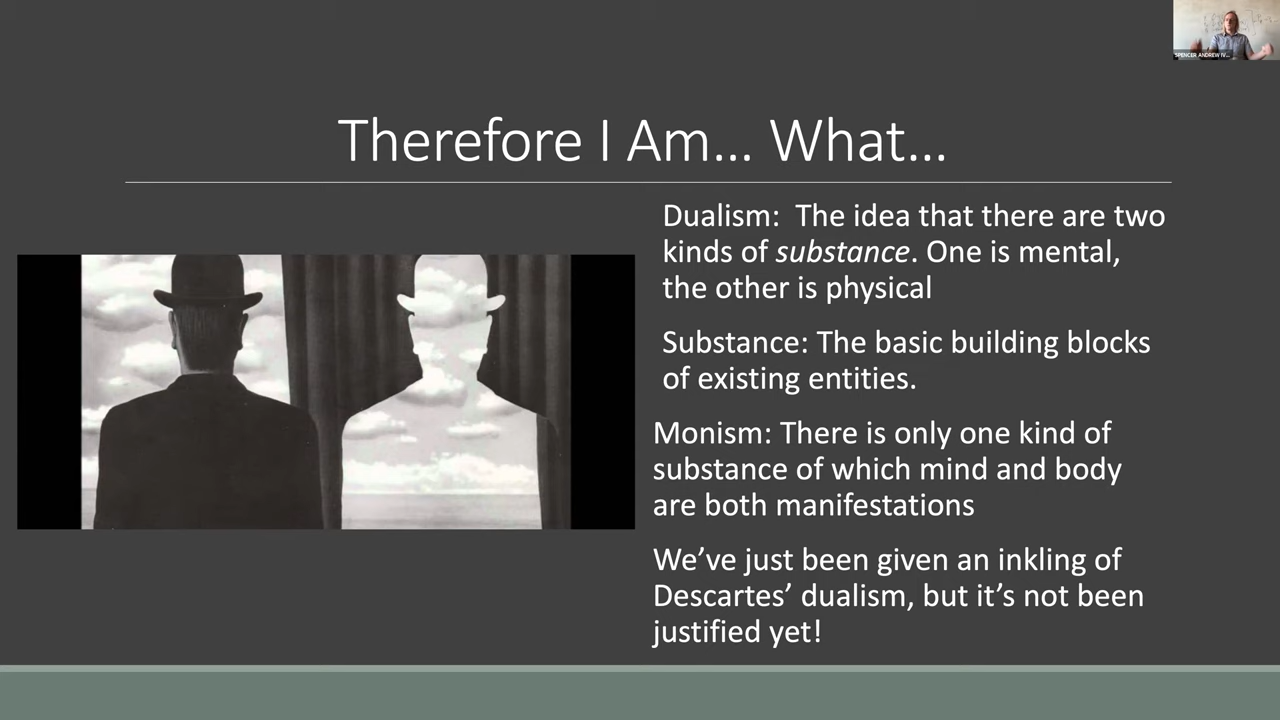 SPENCER ANDREW IV...
Therefore I Am... What...
Dualism:  The idea that there are two
kinds of substance. One is mental,
the other is physical
Substance: The basic building blocks
of existing entities.
Monism: There is only one kind of
substance of which mind and body
are both manifestations
We’ve just been given an inkling of
Descartes’ dualism, but it’s not been
justified yet!